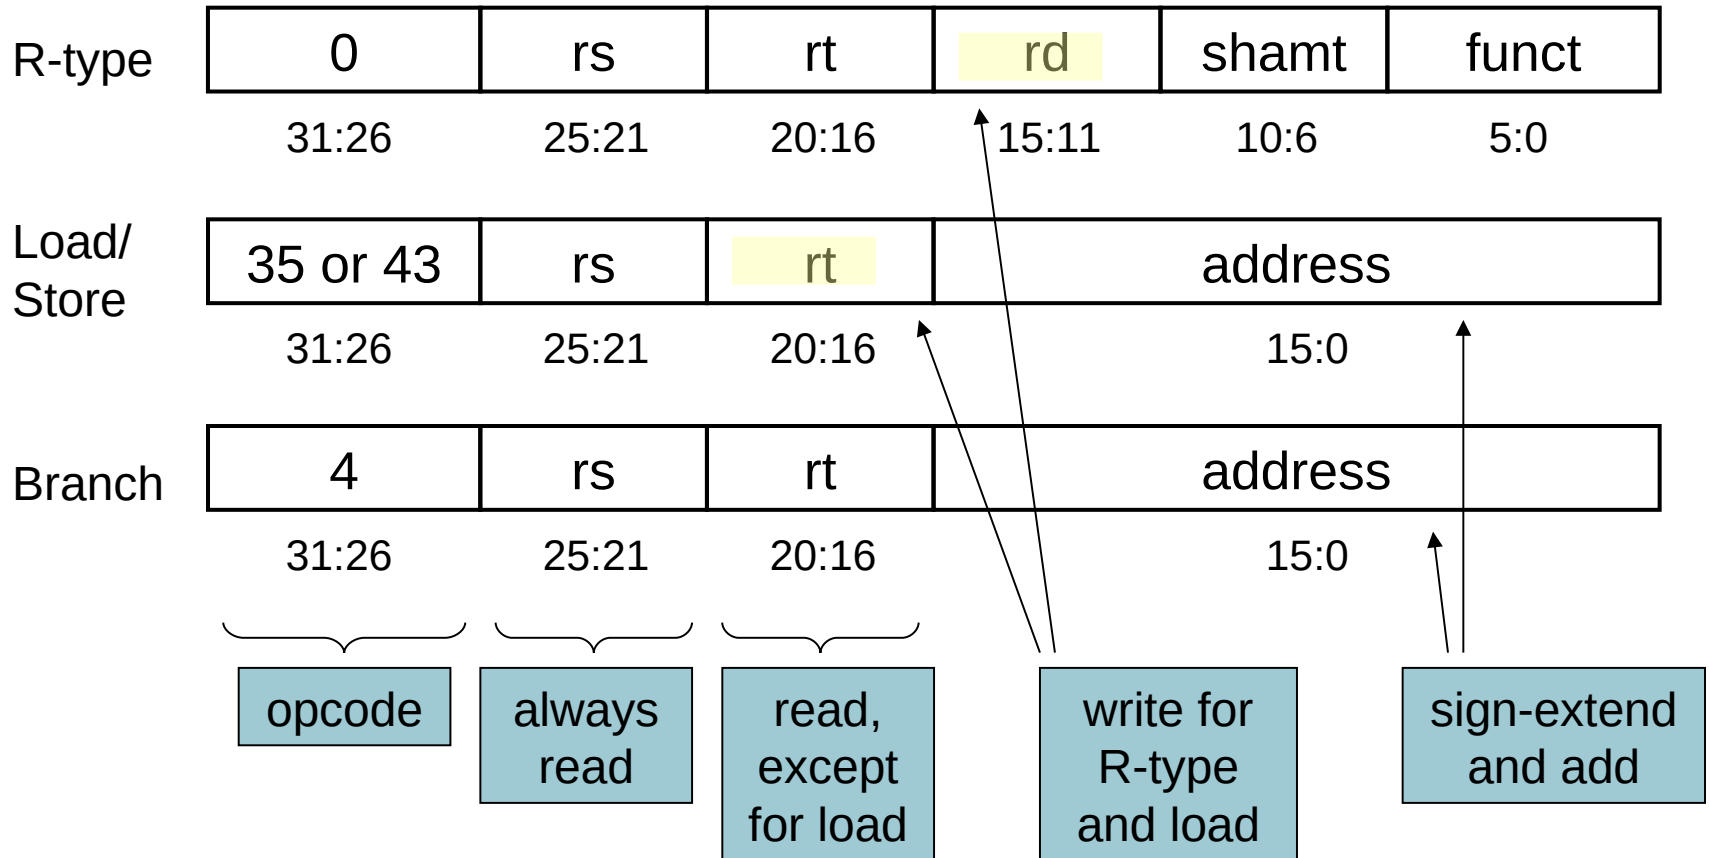 R-type 0 rs rt rd shamt funct
31:26 25:21 20:16 15:11 10:6 5:0
Load/
Store 35 or 43 rs rt address
31:26 25:21 20:16 15:0
Branch 4 rs rt address
31:26 25:21 20:16 15:0
opcode
always
read
read,
except
for load
write for
R-type
and load
sign-extend
and add